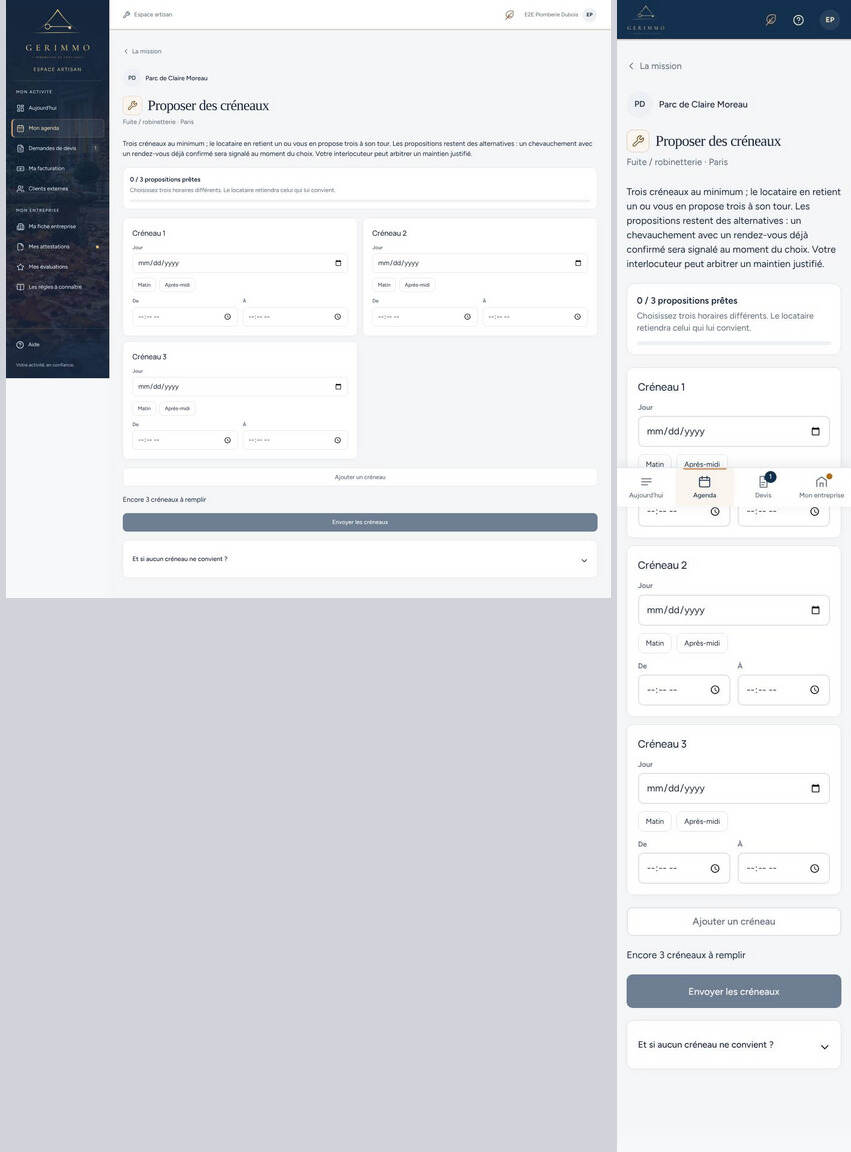 GERIMMO
ESPACE ARTISAN
MON ACTIVITÉ
Aujourd'hui
Mon agenda
Demandes de devis 1
Ma facturation
Clients externes
MON ENTREPRISE
Ma fiche entreprise
Mes attestations
Mes évaluations
Les règles à connaître
Aide
Votre activité, en confiance.
Espace artisan
E2E Plomberie Dubois EP
La mission
PD Parc de Claire Moreau
Proposer des créneaux
Fuite / robinetterie · Paris
Trois créneaux au minimum ; le locataire en retient un ou vous en propose trois à son tour. Les propositions restent des alternatives : un chevauchement avec
un rendez-vous déjà confirmé sera signalé au moment du choix. Votre interlocuteur peut arbitrer un maintien justifié.
0 / 3 propositions prêtes
Choisissez trois horaires différents. Le locataire retiendra celui qui lui convient.
Créneau 1
Jour
mm/dd/yyyy
Matin Après-midi
De À
--:-- -- --:-- --
Créneau 2
Jour
mm/dd/yyyy
Matin Après-midi
De À
--:-- -- --:-- --
Créneau 3
Jour
mm/dd/yyyy
Matin Après-midi
De À
--:-- -- --:-- --
Ajouter un créneau
Encore 3 créneaux à remplir
Envoyer les créneaux
Et si aucun créneau ne convient ?
GERIMMO
EP
La mission
PD Parc de Claire Moreau
Proposer des créneaux
Fuite / robinetterie · Paris
Trois créneaux au minimum ; le locataire en retient
un ou vous en propose trois à son tour. Les
propositions restent des alternatives : un
chevauchement avec un rendez-vous déjà
confirmé sera signalé au moment du choix. Votre
interlocuteur peut arbitrer un maintien justifié.
0 / 3 propositions prêtes
Choisissez trois horaires différents. Le locataire
retiendra celui qui lui convient.
Créneau 1
Jour
mm/dd/yyyy
Matin Après-midi
1
Aujourd'hui Agenda Devis Mon entreprise
--:-- -- --:-- --
Créneau 2
Jour
mm/dd/yyyy
Matin Après-midi
De À
--:-- -- --:-- --
Créneau 3
Jour
mm/dd/yyyy
Matin Après-midi
De À
--:-- -- --:-- --
Ajouter un créneau
Encore 3 créneaux à remplir
Envoyer les créneaux
Et si aucun créneau ne convient ?